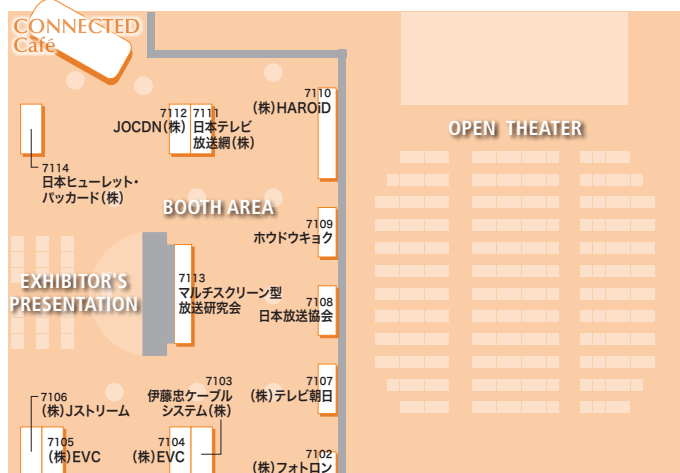 CONNECTED
Café
7110
(株)HAROiD
7112
JOCDN(株)
7111
日本テレビ
放送網(株)
OPEN THEATER
7114
日本ヒューレット・
パッカード(株)
BOOTH AREA
7109
ホウドウキョク
EXHIBITOR'S
PRESENTATION
7113
マルチスクリーン型
放送研究会
7108
日本放送協会
7106
(株)Jストリーム
7103
伊藤忠ケーブル
システム(株)
7107
(株)テレビ朝日
7105
(株)EVC
7104
(株)EVC
7102
(株)フォトロン